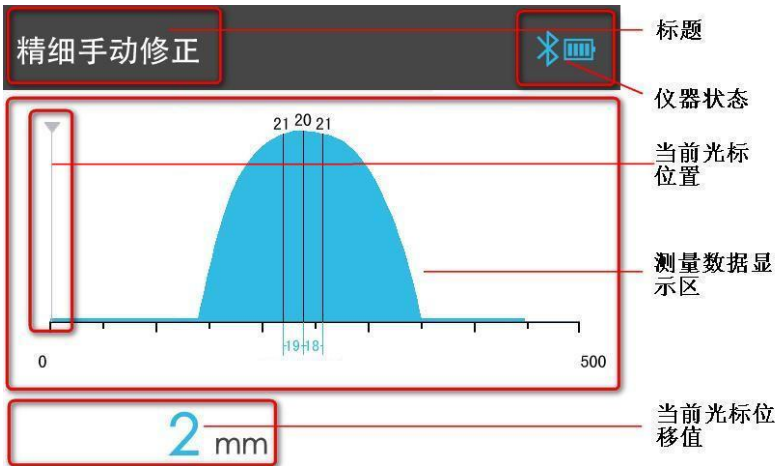 精细手动修正
标题
仪器状态
当前光标
位置
21 20 21
测量数据显
示区
19 18
0
500
2 mm
当前光标位
移值